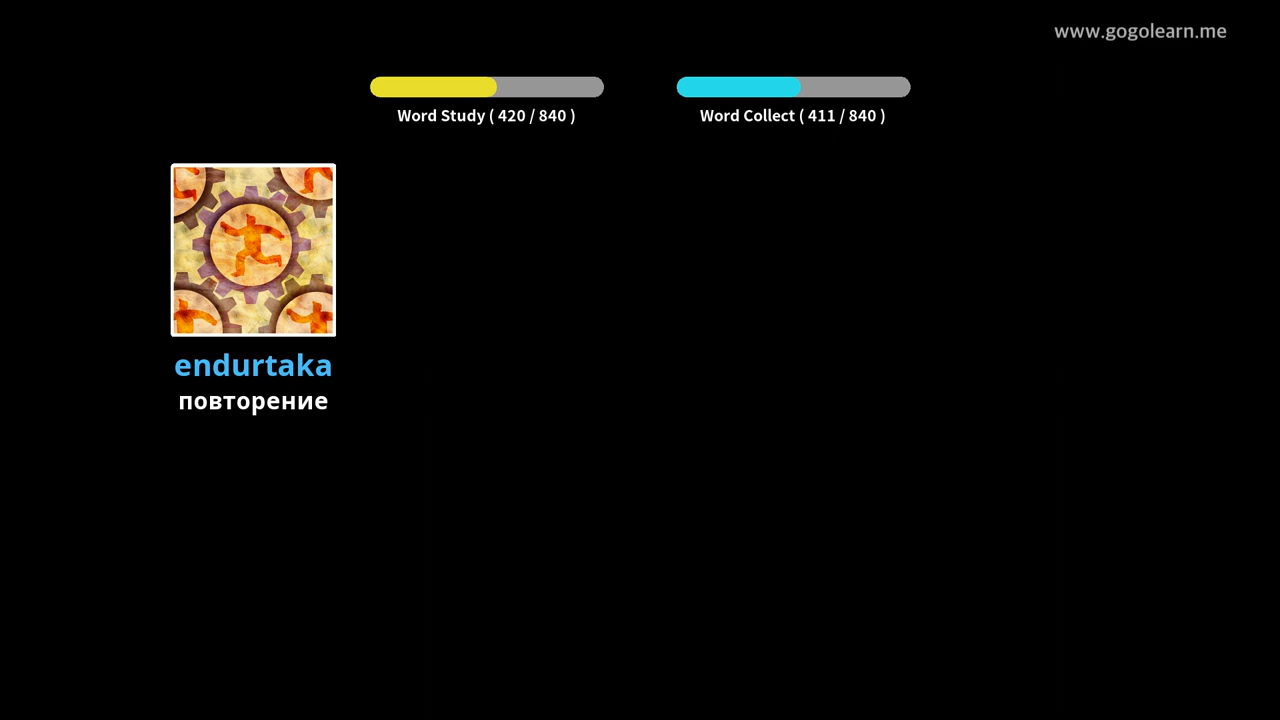 www.gogolearn.me
Word Study ( 420 / 840 )
Word Collect ( 411 / 840 )
endurtaka
повторение